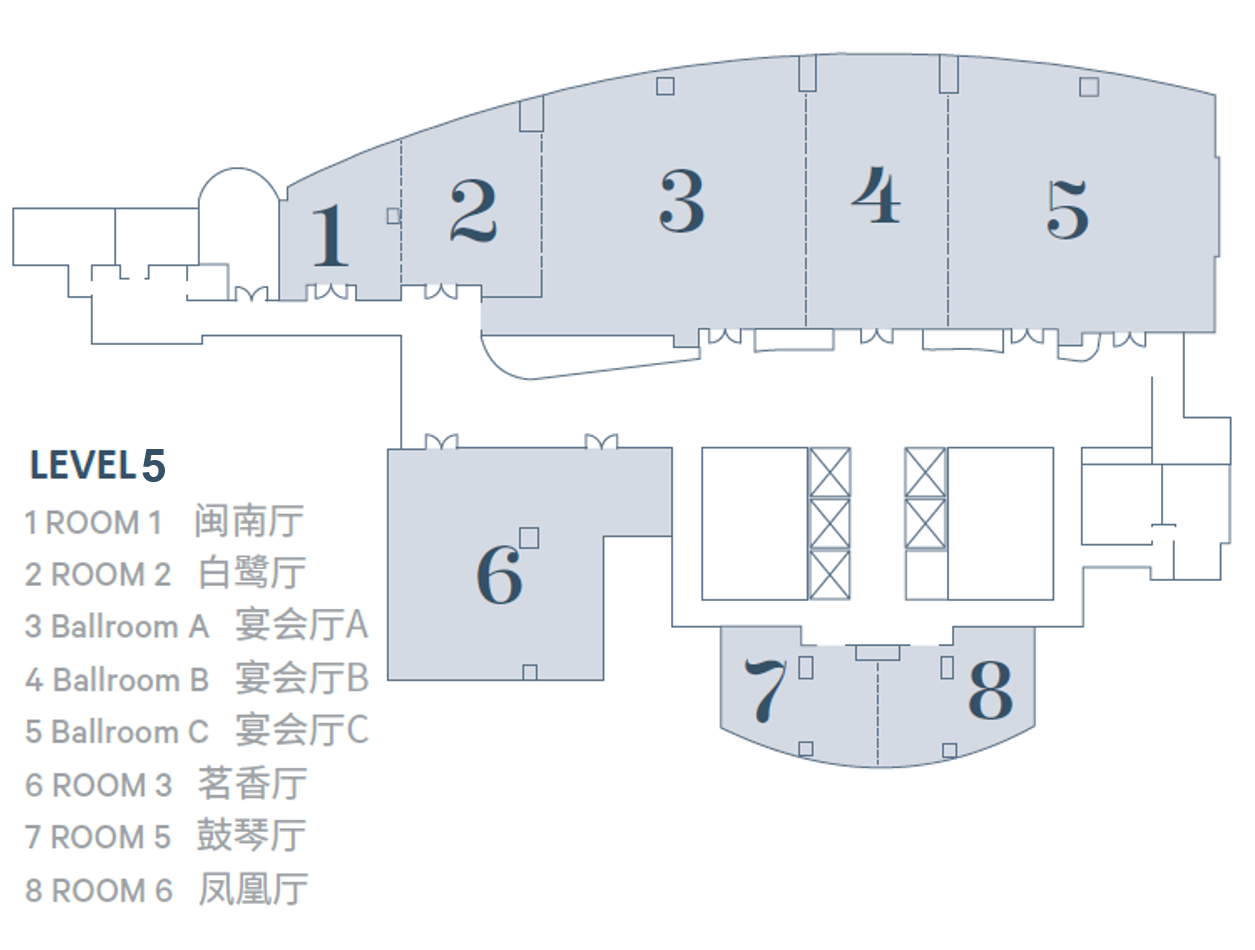 1
2
3
4
5
6
7
8
LEVEL 5
1 ROOM 1 闽南厅
2 ROOM 2 白鹭厅
3 Ballroom A 宴会厅A
4 Ballroom B 宴会厅B
5 Ballroom C 宴会厅C
6 ROOM 3 茗香厅
7 ROOM 5 鼓琴厅
8 ROOM 6 凤凰厅